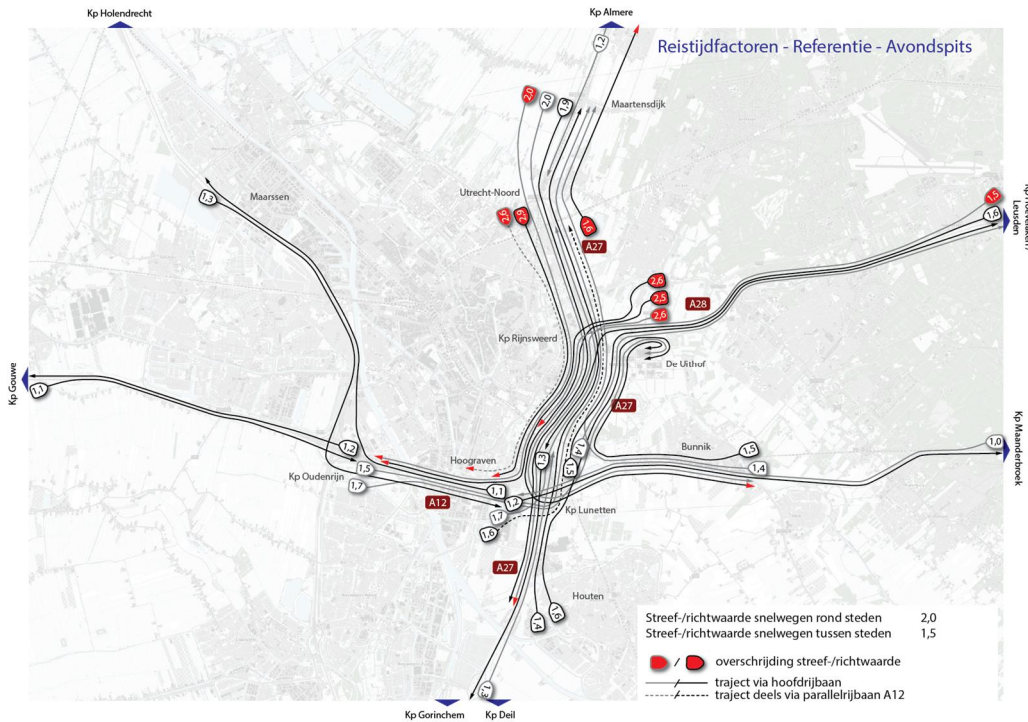 Kp Holendrecht
Kp Almere
Reistijdfactoren - Referentie - Avondspits
1,2
2,0
2,0
1,9
Maartensdijk
Maarssen
1,3
Utrecht-Noord
2,6
2,9
1,6
A27
1,5
1,6
Leusden
2,6
2,5
2,6
A28
Kp Rijnsweerd
De Uithof
Kp Gouwe
1,1
A27
Bunnik
1,0
Kp Maanderbroek
1,2
1,5
1,7
Kp Oudenrijn
Hoograven
1,3
1,4
1,5
1,5
1,4
A12
1,1
1,2
1,7
1,6
Kp Lunetten
A27
Houten
1,4
1,6
1,3
Streef-/richtwaarde snelwegen rond steden 2,0
Streef-/richtwaarde snelwegen tussen steden 1,5
/ overschrijding streef-/richtwaarde
traject via hoofdrijbaan
traject deels via parallelrijbaan A12
Kp Gorinchem
Kp Deil